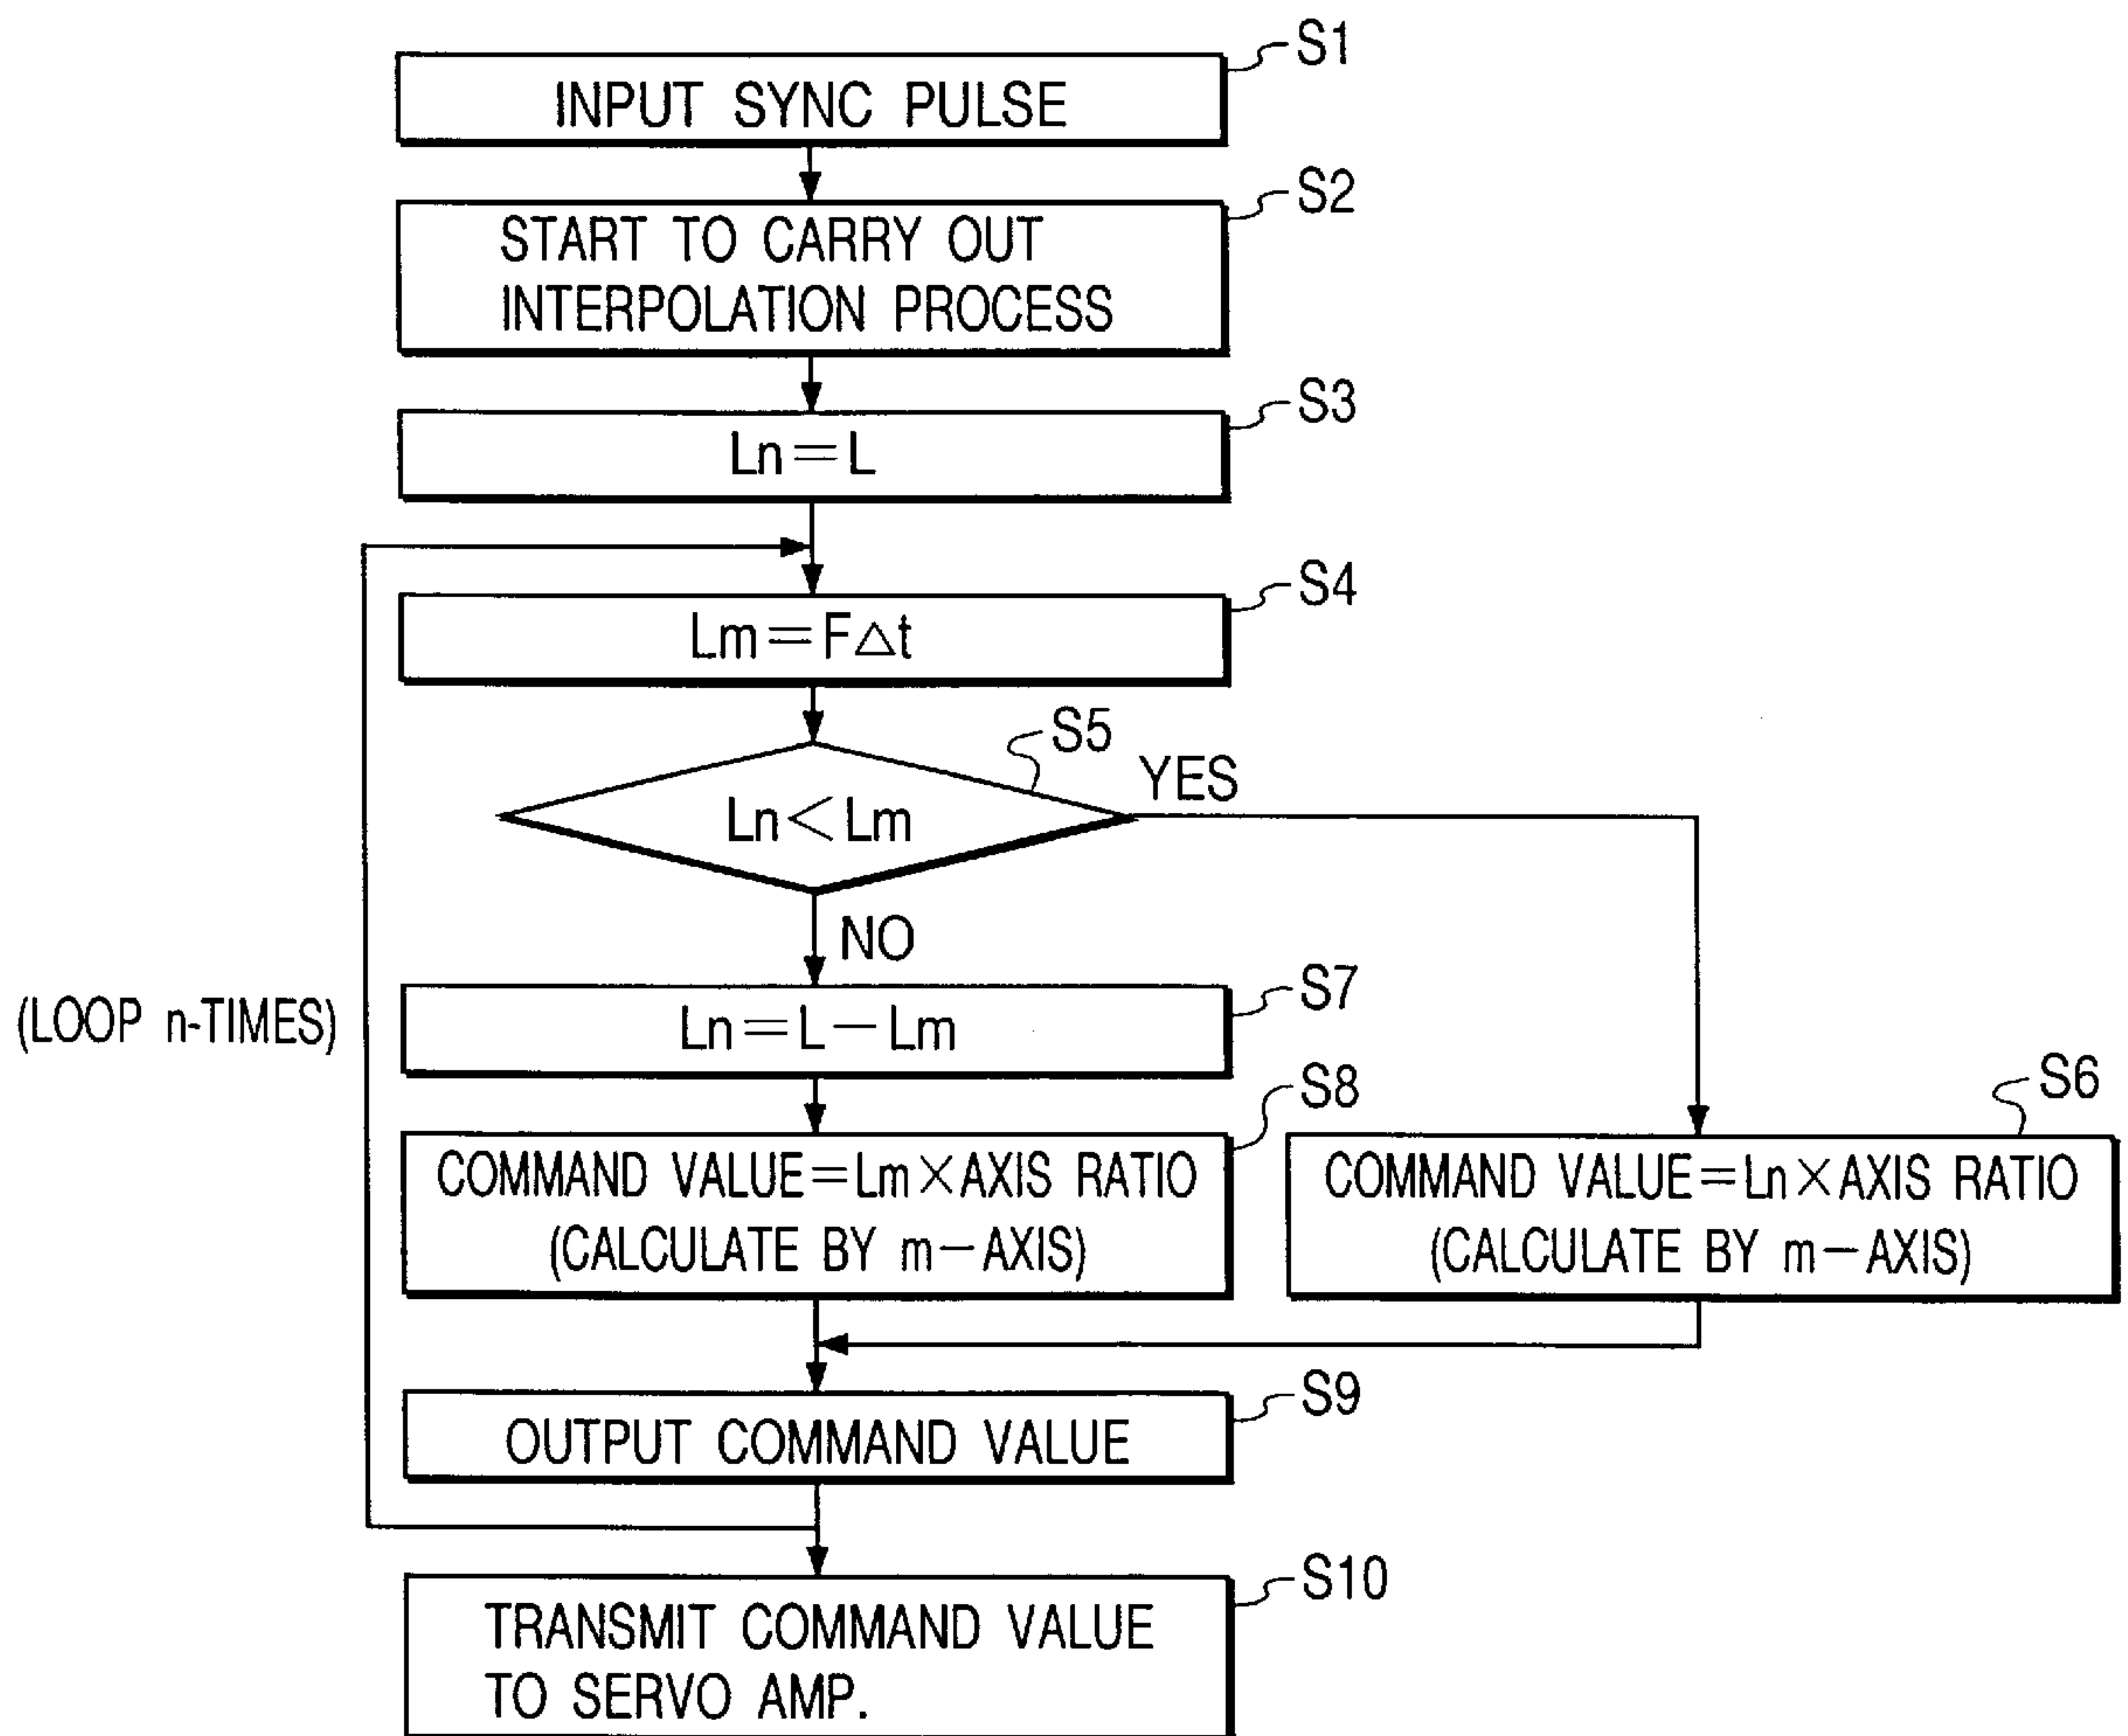 S1
INPUT SYNC PULSE
S2
START TO CARRY OUT
INTERPOLATION PROCESS
S3
Ln=L
S4
Lm=F△t
S5
YES
Ln<Lm
NO
S7
(LOOP n-TIMES)
Ln=L−Lm
S8
S6
COMMAND VALUE=Lm×AXIS RATIO
(CALCULATE BY m−AXIS)
COMMAND VALUE=Ln×AXIS RATIO
(CALCULATE BY m−AXIS)
S9
OUTPUT COMMAND VALUE
S10
TRANSMIT COMMAND VALUE
TO SERVO AMP.